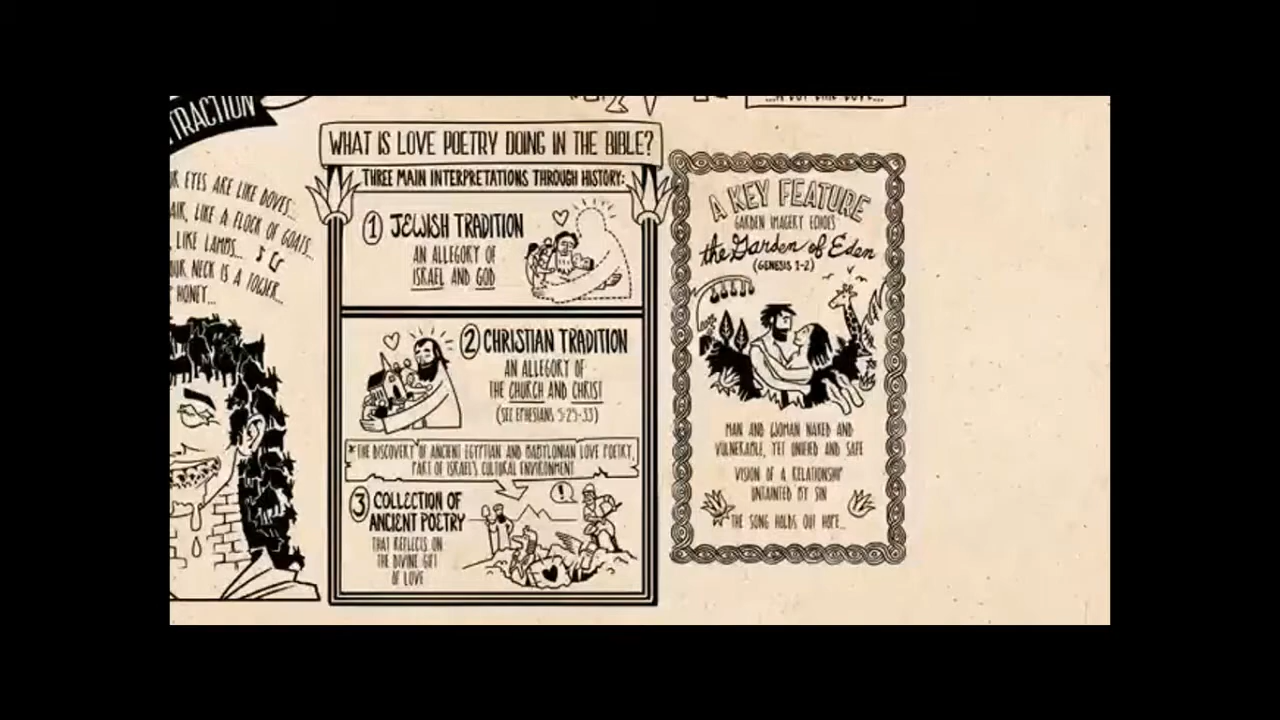 TRACTION
EYES ARE LIKE DOVES...
LIKE A FLOCK OF GOATS...
LIKE LAMBS...
NECK IS A TOWER...
HONEY...
WHAT IS LOVE POETRY DOING IN THE BIBLE?
THREE MAIN INTERPRETATIONS THROUGH HISTORY:
1 JEWISH TRADITION
AN ALLEGORY OF
ISRAEL AND GOD
2 CHRISTIAN TRADITION
AN ALLEGORY OF
THE CHURCH AND CHRIST
(SEE EPHESIANS 5:25-33)
*THE DISCOVERY OF ANCIENT EGYPTIAN AND BABYLONIAN LOVE POETRY,
PART OF ISRAEL'S CULTURAL ENVIRONMENT
3 COLLECTION OF
ANCIENT POETRY
THAT REFLECTS ON
THE DIVINE GIFT
OF LOVE
!
A KEY FEATURE
GARDEN IMAGERY ECHOES
the Garden of Eden
(GENESIS 1-2)
MAN AND WOMAN NAKED AND
VULNERABLE, YET UNIFIED AND SAFE
VISION OF A RELATIONSHIP
UNTAINTED BY SIN
THE SONG HOLDS OUT HOPE...